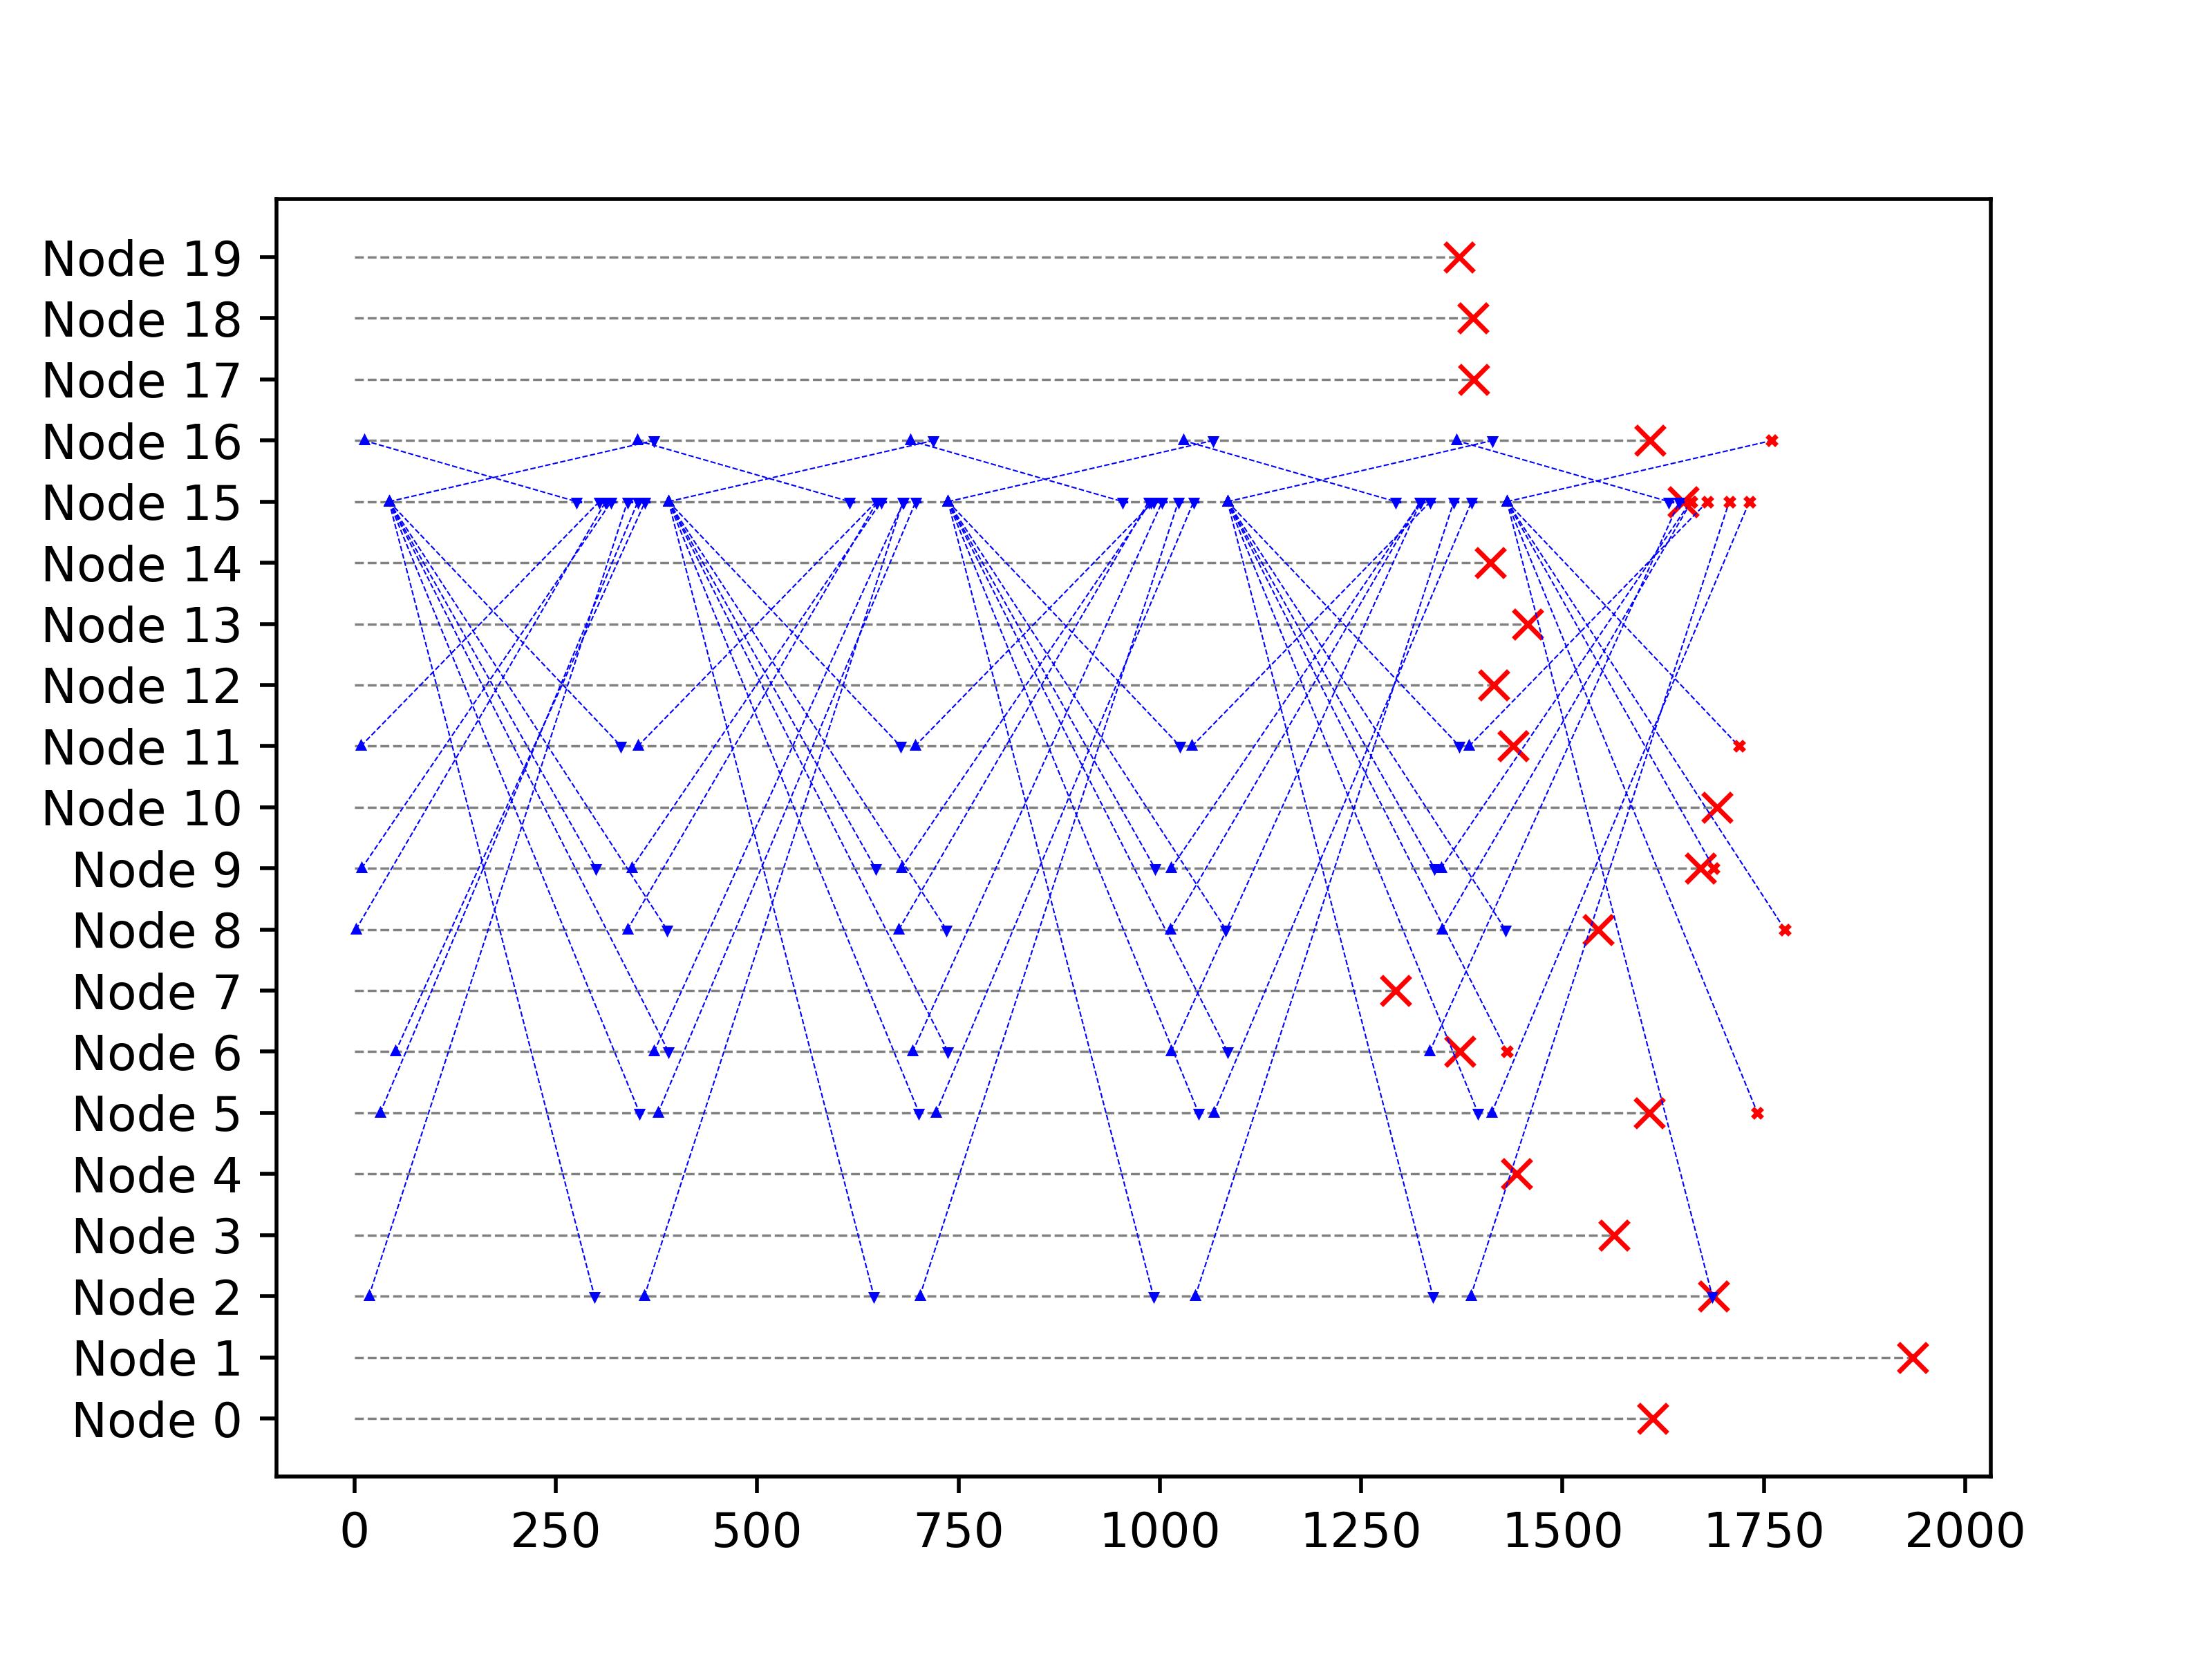 Node 19
Node 18
Node 17
Node 16
Node 15
Node 14
Node 13
Node 12
Node 11
Node 10
Node 9
Node 8
Node 7
Node 6
Node 5
Node 4
Node 3
Node 2
Node 1
Node 0
0 250 500 750 1000 1250 1500 1750 2000